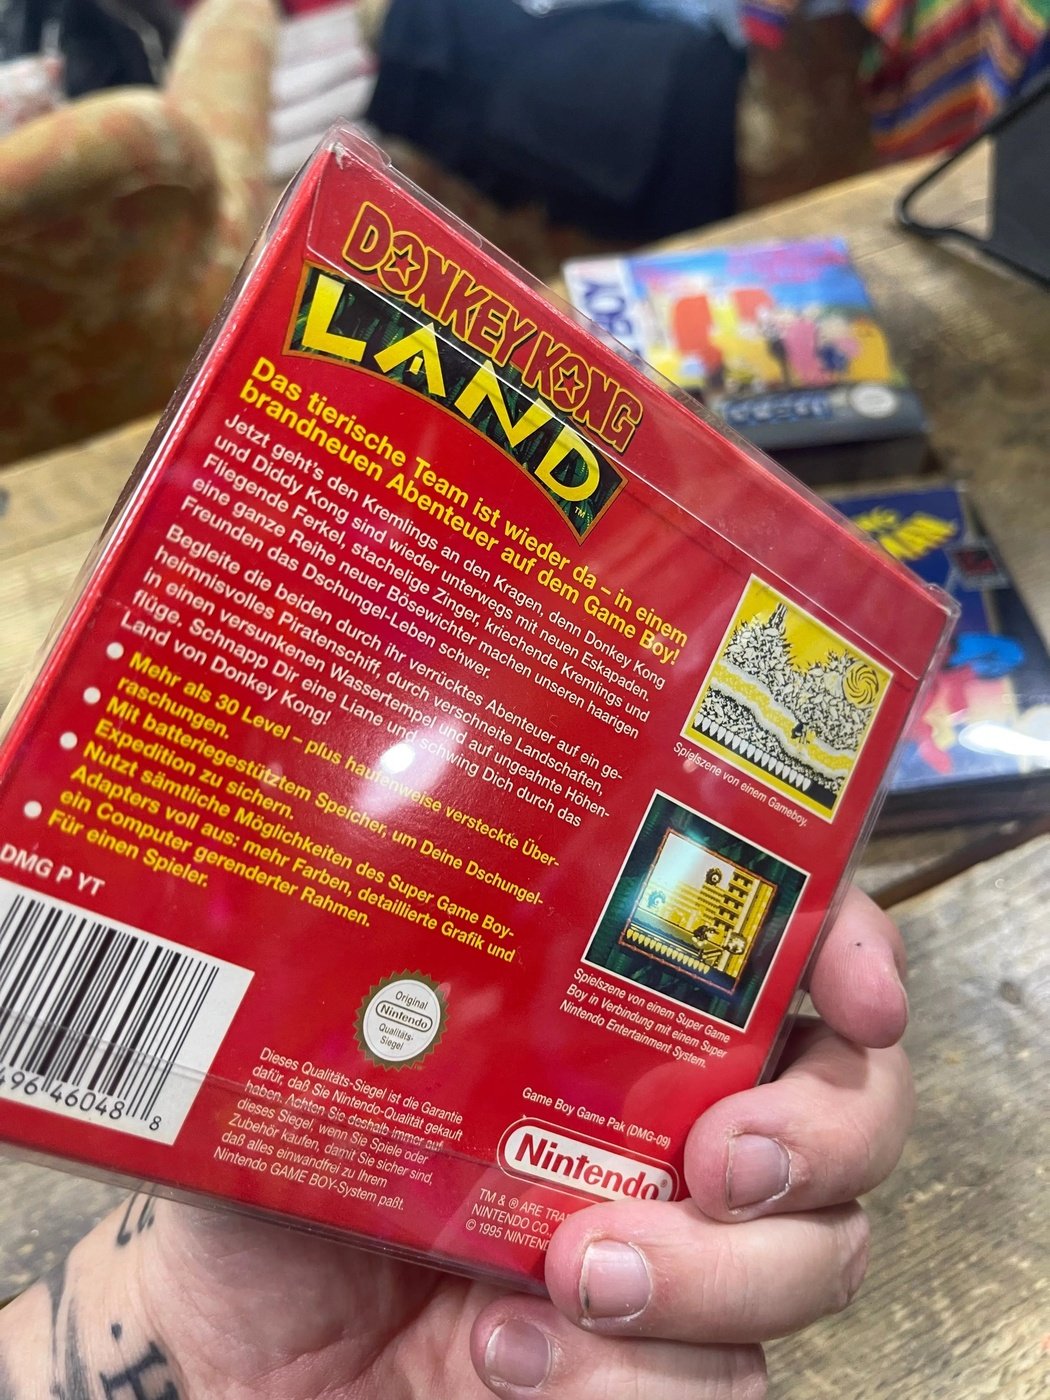 DONKEY KONG
LAND
TM
Das tierische Team ist wieder da – in einem
brandneuen Abenteuer auf dem Game Boy!
Jetzt geht's den Kremlings an den Kragen, denn Donkey Kong
und Diddy Kong sind wieder unterwegs mit neuen Eskapaden.
Fliegende Ferkel, stachelige Zinger, kriechende Kremlings und
eine ganze Reihe neuer Bösewichter machen unseren haarigen
Freunden das Dschungel-Leben schwer.
Begleite die beiden durch ihr verrücktes Abenteuer auf ein ge-
heimnisvolles Piratenschiff, durch verschneite Landschaften,
in einen versunkenen Wassertempel und auf ungeahnte Höhen-
flüge. Schnapp Dir eine Liane und schwing Dich durch das
Land von Donkey Kong!
Mehr als 30 Level – plus haufenweise versteckte Über-
raschungen.
Mit batteriegestütztem Speicher, um Deine Dschungel-
Expedition zu sichern.
Nutzt sämtliche Möglichkeiten des Super Game Boy-
Adapters voll aus: mehr Farben, detaillierte Grafik und
ein Computer gerenderter Rahmen.
Für einen Spieler.
Spielszene von einem Gameboy.
Spielszene von einem Super Game
Boy in Verbindung mit einem Super
Nintendo Entertainment System.
DMG P YT
496 46048 8
Original
Nintendo
Qualitäts-
Siegel
Dieses Qualitäts-Siegel ist die Garantie
dafür, daß Sie Nintendo-Qualität gekauft
haben. Achten Sie deshalb immer auf
dieses Siegel, wenn Sie Spiele oder
Zubehör kaufen, damit Sie sicher sind,
daß alles einwandfrei zu Ihrem
Nintendo GAME BOY-System paßt.
Game Boy Game Pak (DMG-09)
Nintendo®
TM & ® ARE
NINTENDO CO.,
© 1995